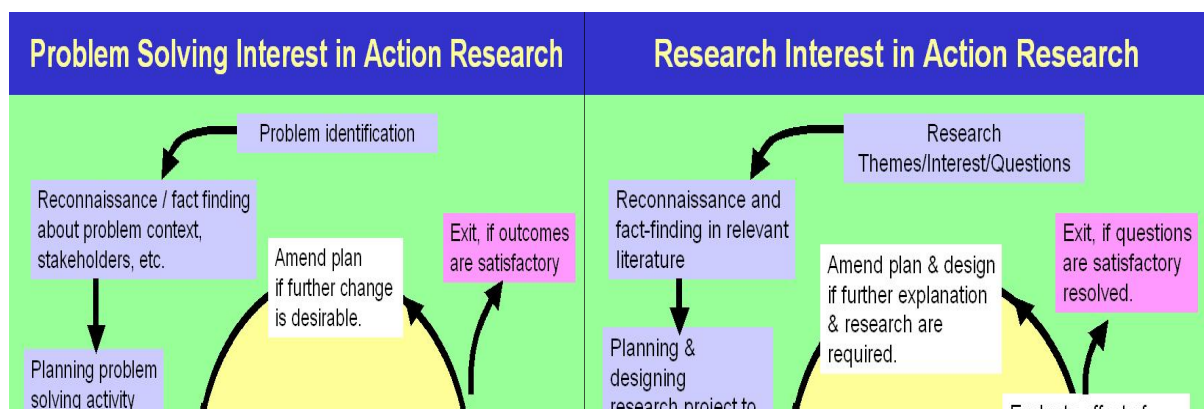 Problem Solving Interest in Action Research
Problem identification
Reconnaissance / fact finding
about problem context,
stakeholders, etc.
Exit, if outcomes
are satisfactory
Amend plan
if further change
is desirable.
Planning problem
solving activity
Research Interest in Action Research
Research
Themes/Interest/Questions
Reconnaissance and
fact-finding in relevant
literature
Exit, if questions
are satisfactory
resolved.
Amend plan & design
if further explanation
& research are
required.
Planning &
designing
research project to